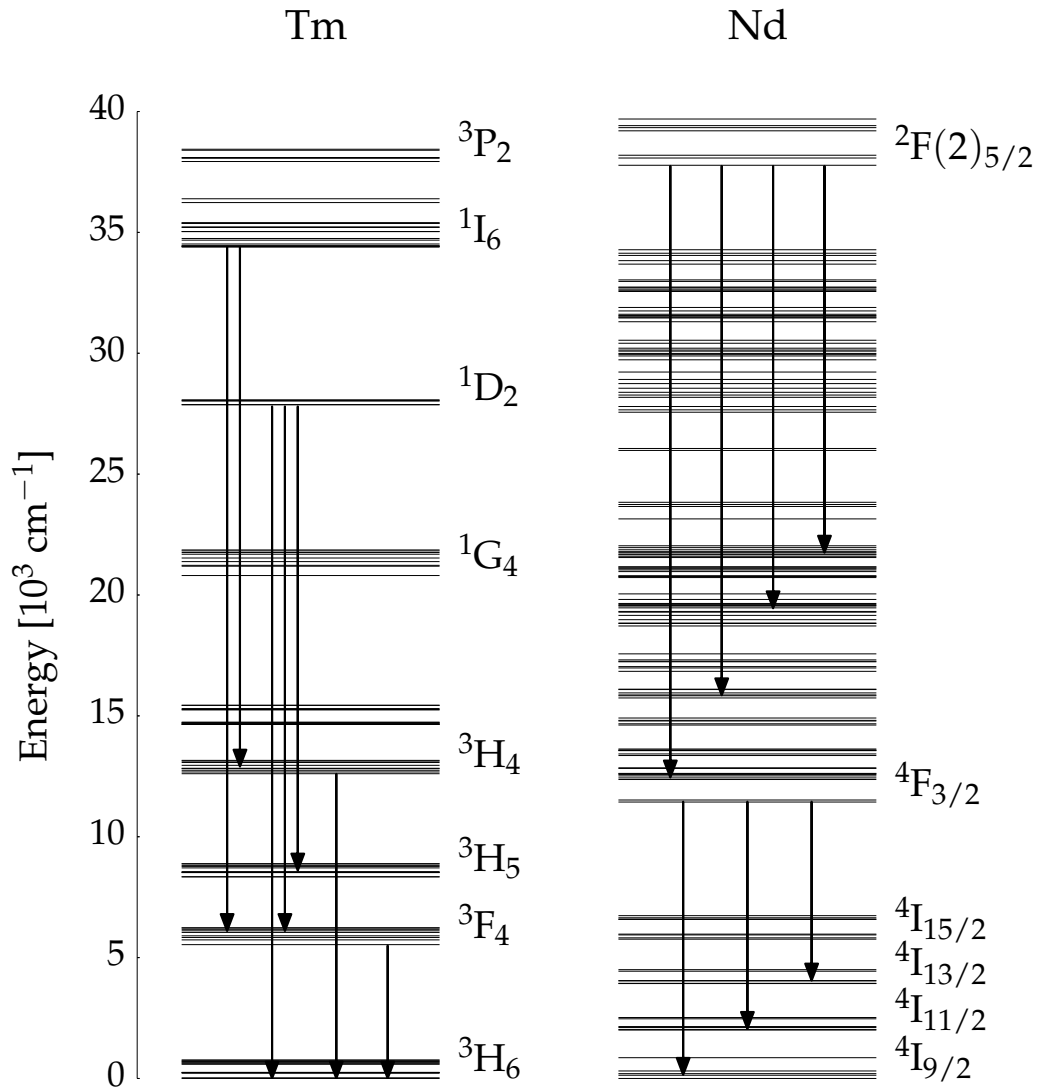 Tm
Nd
Energy [10³ cm⁻¹]
40
35
30
25
20
15
10
5
0
³P₂
¹I₆
¹D₂
¹G₄
³H₄
³H₅
³F₄
³H₆
²F(2)₅/₂
⁴F₃/₂
⁴I₁₅/₂
⁴I₁₃/₂
⁴I₁₁/₂
⁴I₉/₂